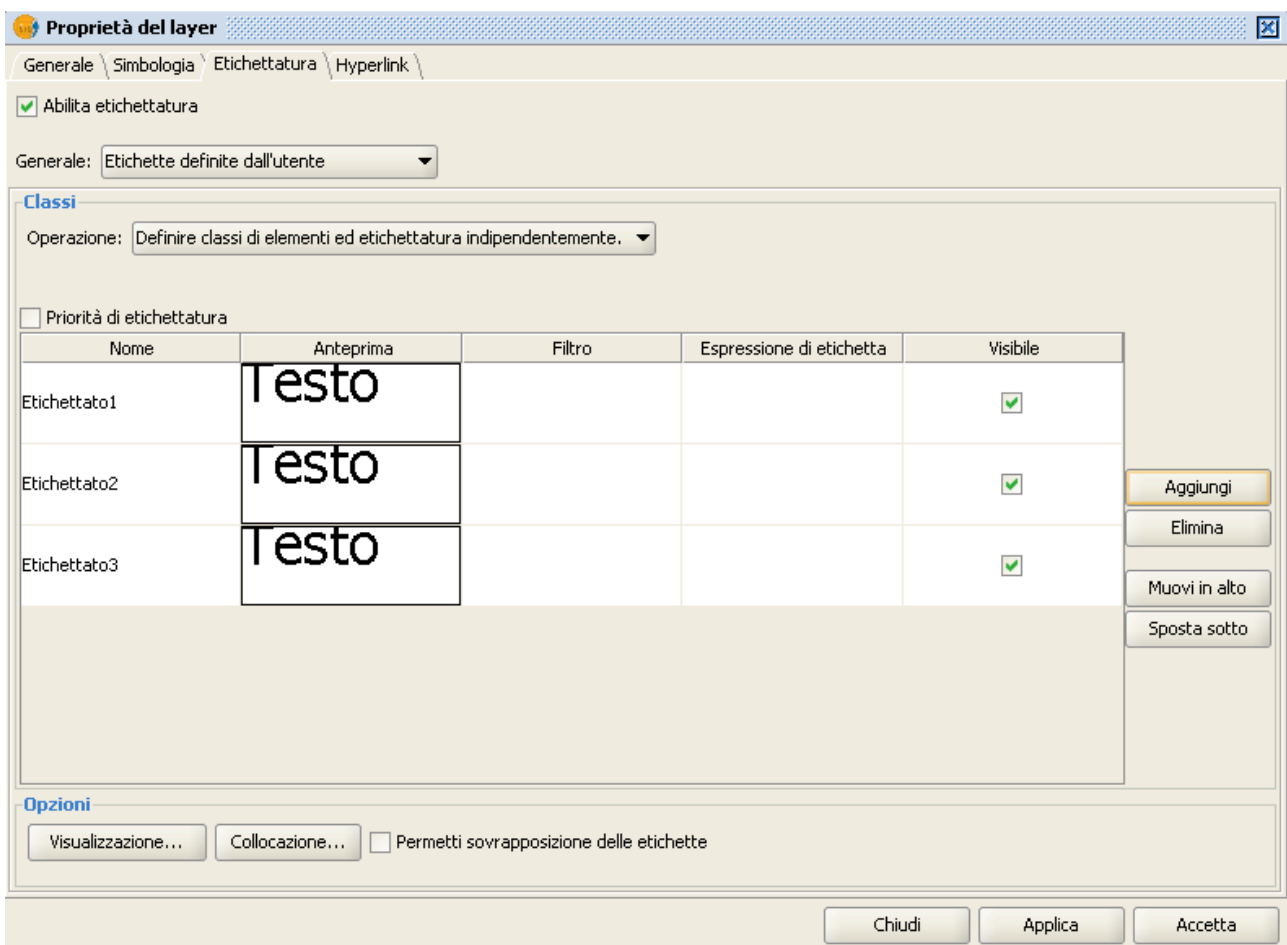 Proprietà del layer
Generale Simbologia Etichettatura Hyperlink
Abilita etichettatura
Generale: Etichette definite dall'utente
Classi
Operazione: Definire classi di elementi ed etichettatura indipendentemente.
Priorità di etichettatura
Nome Anteprima Filtro Espressione di etichetta Visibile
Etichettato1 Testo
Etichettato2 Testo
Etichettato3 Testo
Aggiungi
Elimina
Muovi in alto
Sposta sotto
Opzioni
Visualizzazione... Collocazione... Permetti sovrapposizione delle etichette
Chiudi Applica Accetta